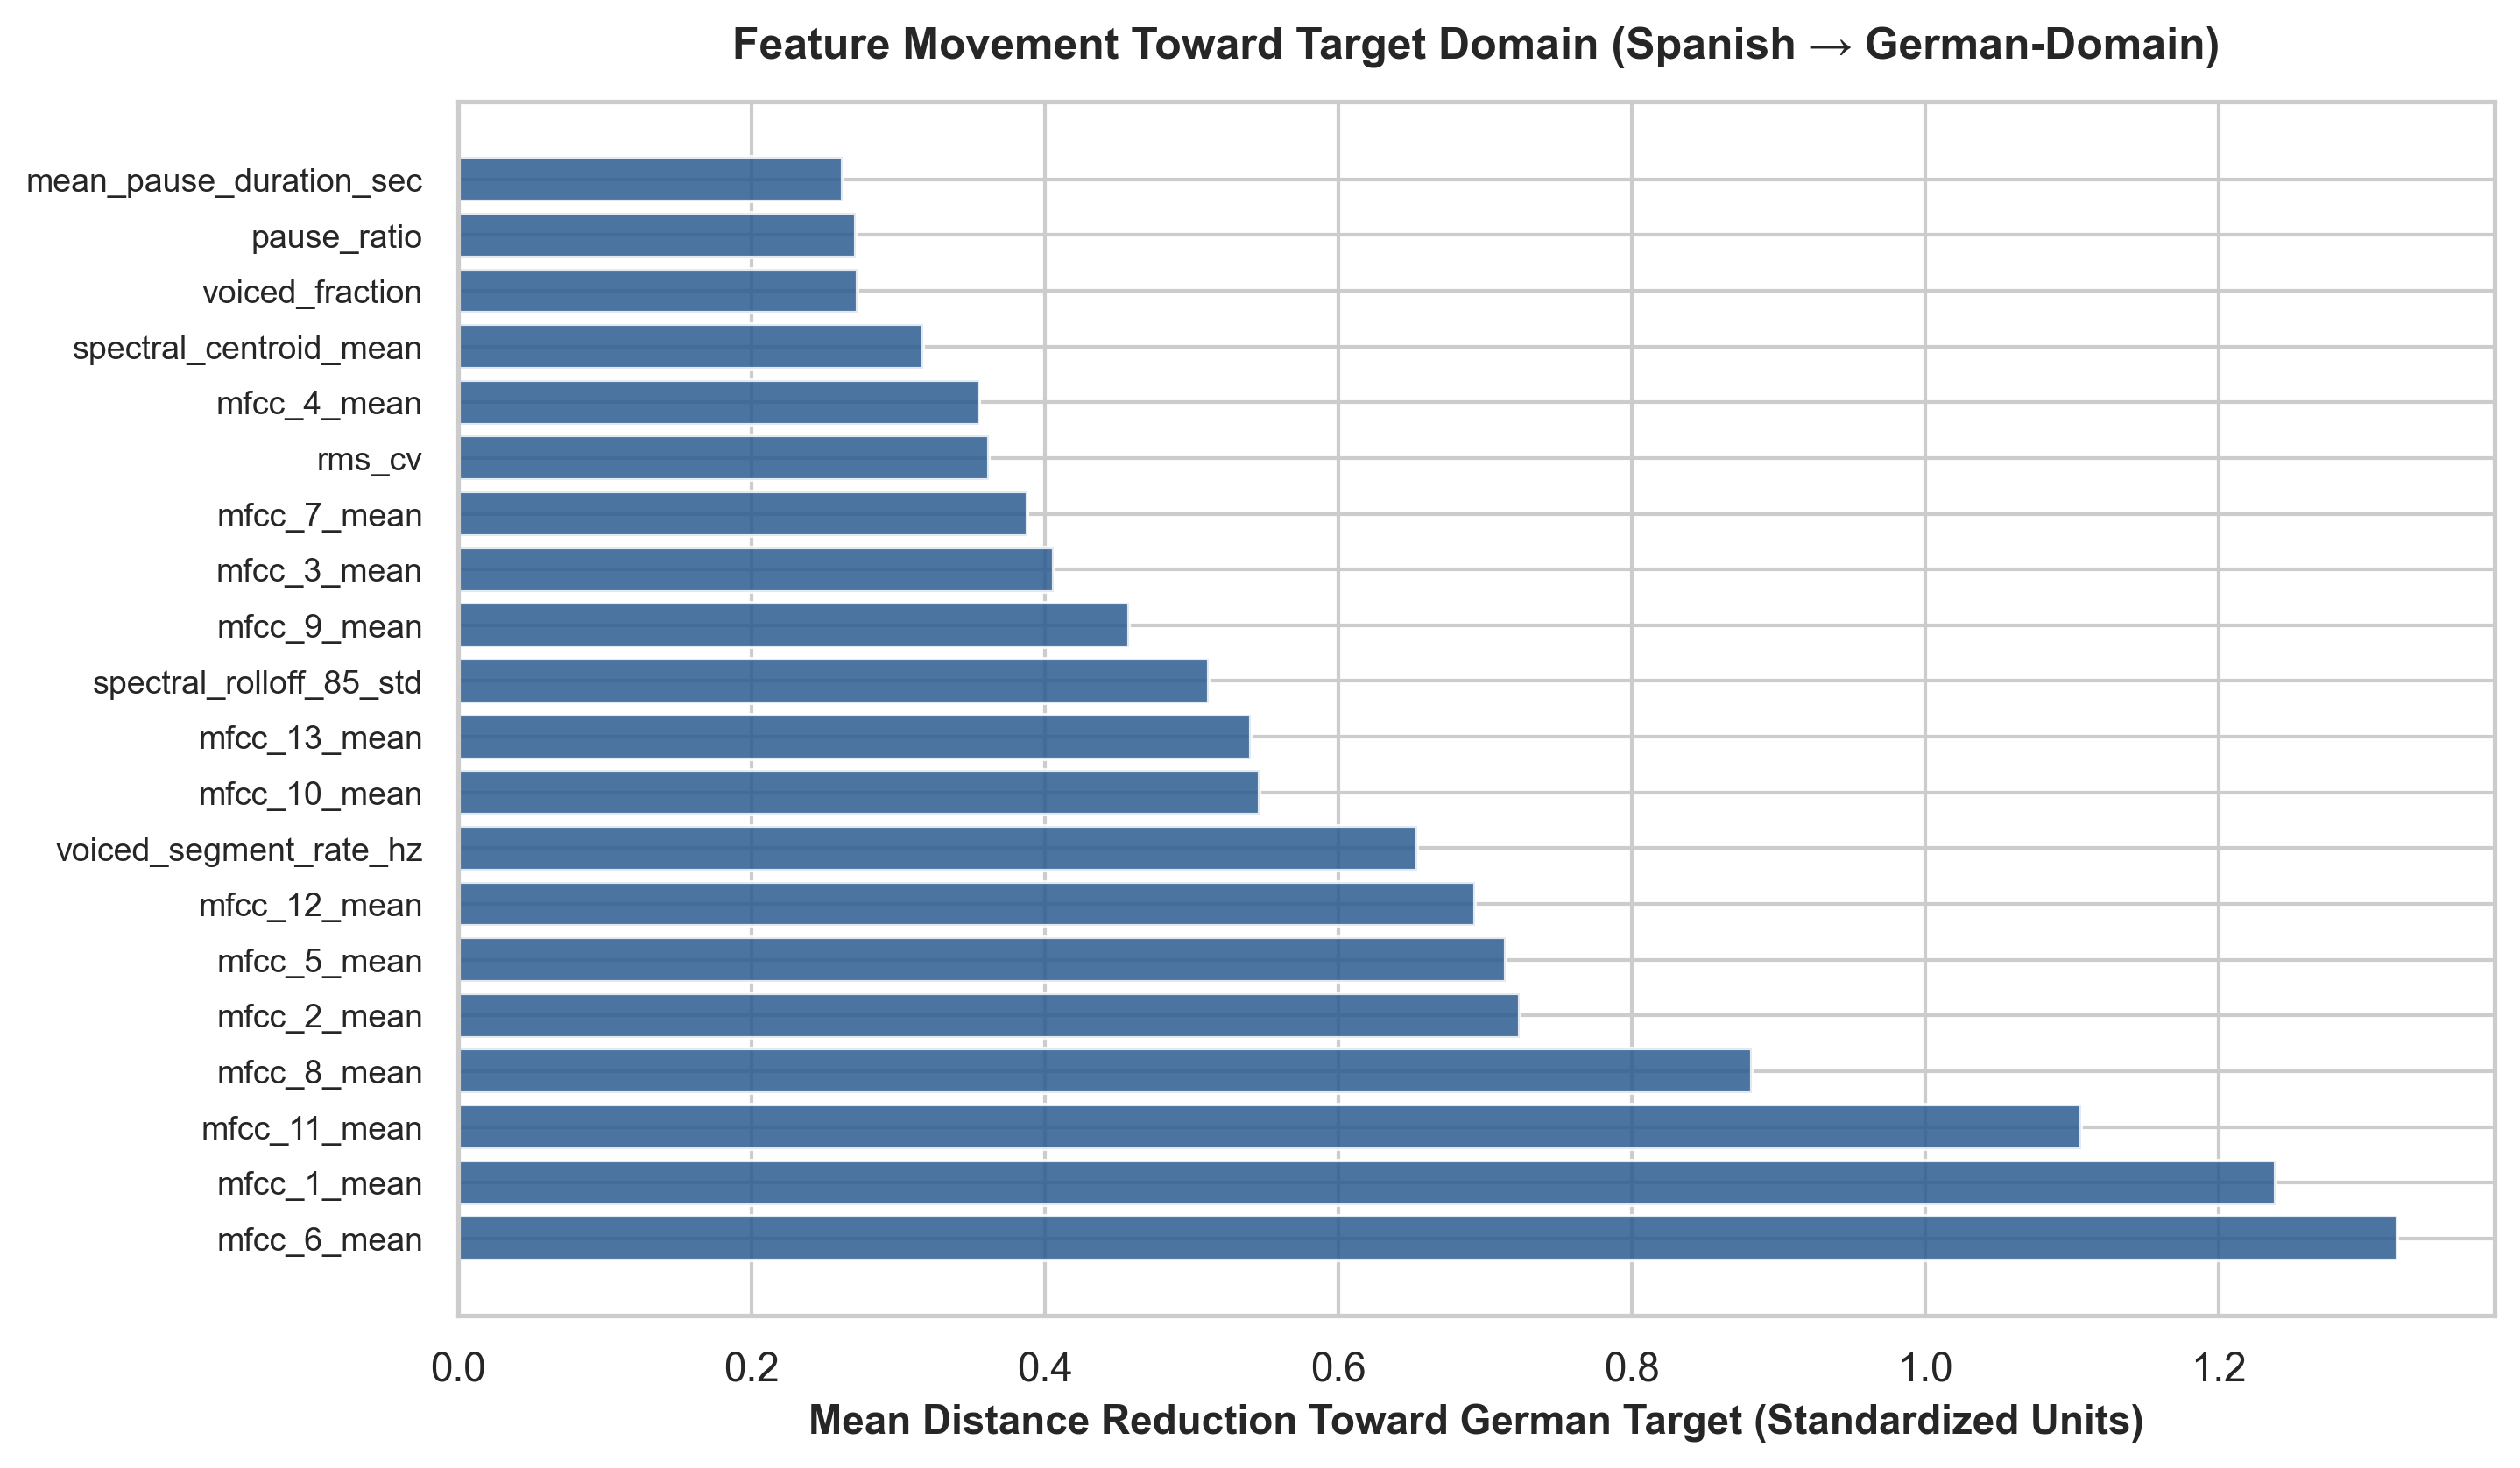 Feature Movement Toward Target Domain (Spanish → German-Domain)
mean_pause_duration_sec
pause_ratio
voiced_fraction
spectral_centroid_mean
mfcc_4_mean
rms_cv
mfcc_7_mean
mfcc_3_mean
mfcc_9_mean
spectral_rolloff_85_std
mfcc_13_mean
mfcc_10_mean
voiced_segment_rate_hz
mfcc_12_mean
mfcc_5_mean
mfcc_2_mean
mfcc_8_mean
mfcc_11_mean
mfcc_1_mean
mfcc_6_mean
0.0 0.2 0.4 0.6 0.8 1.0 1.2
Mean Distance Reduction Toward German Target (Standardized Units)